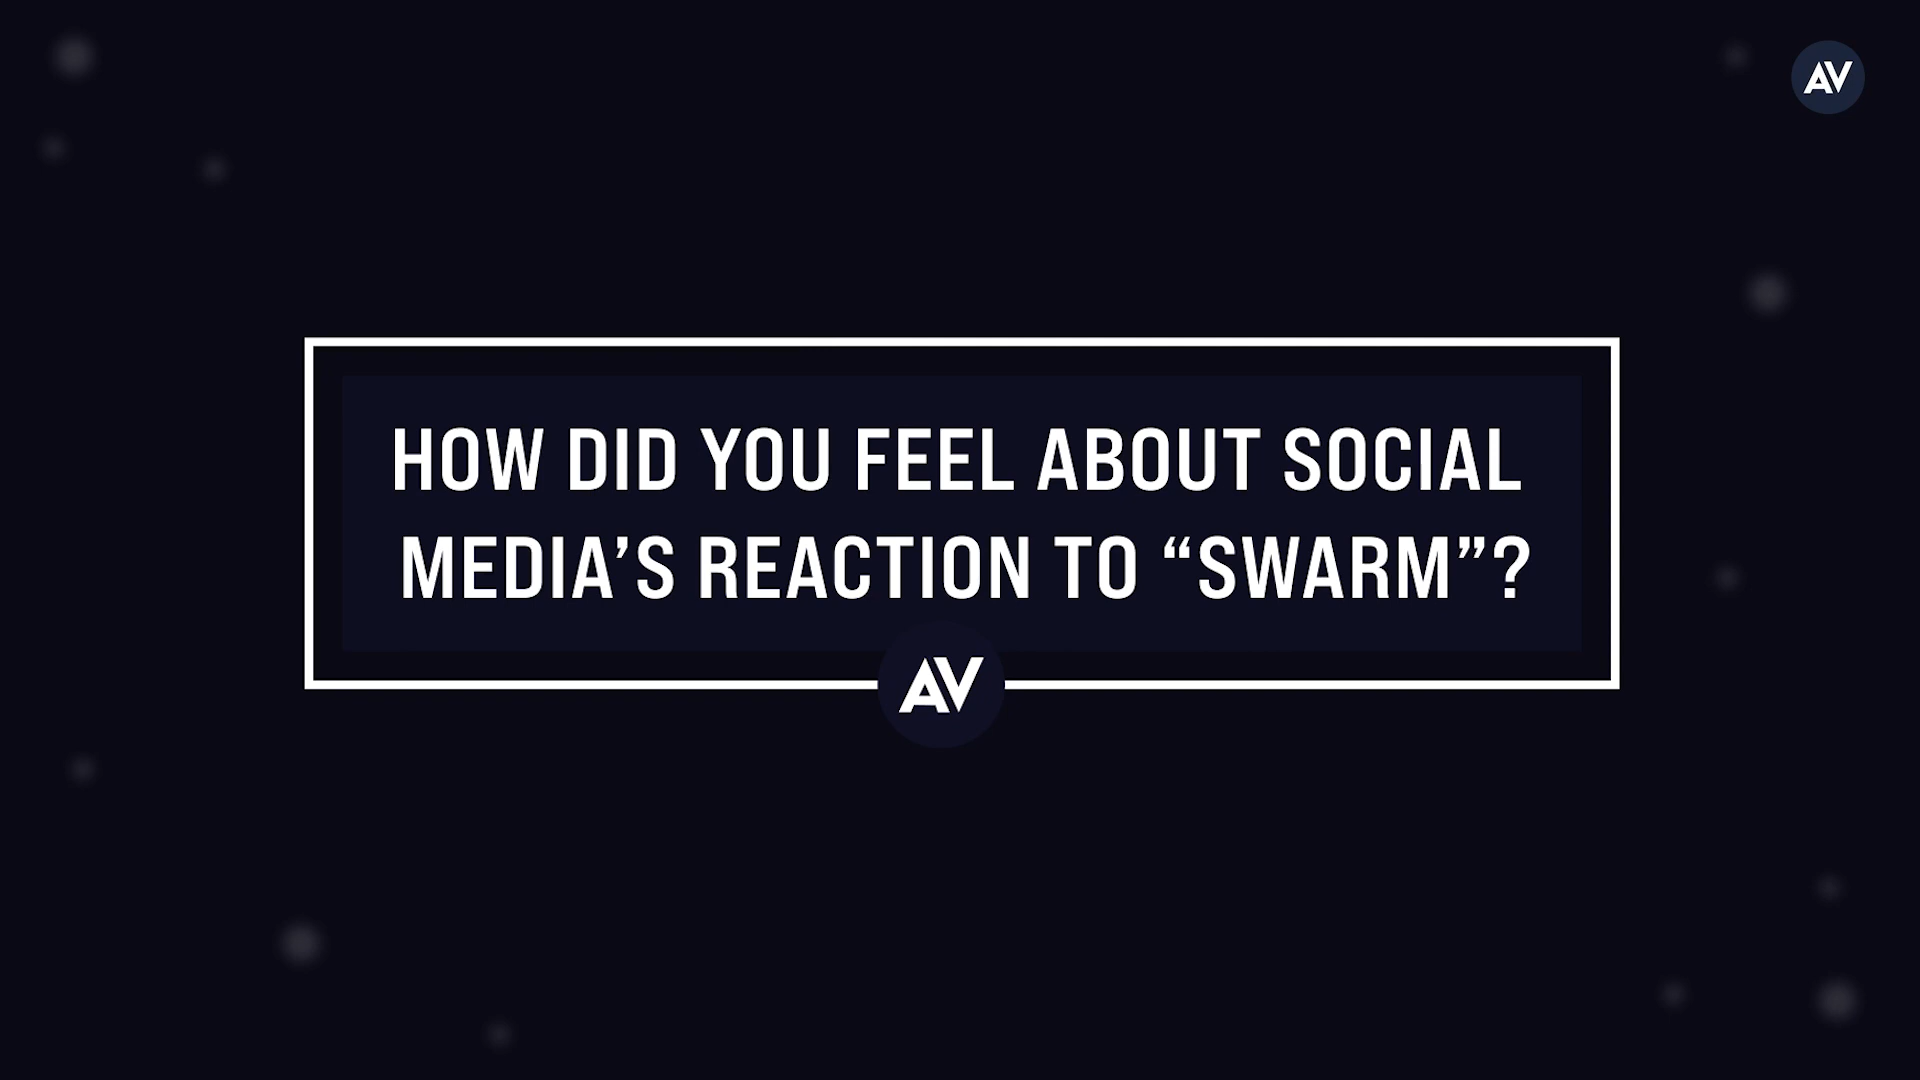 AV
HOW DID YOU FEEL ABOUT SOCIAL
MEDIA’S REACTION TO “SWARM”?
AV